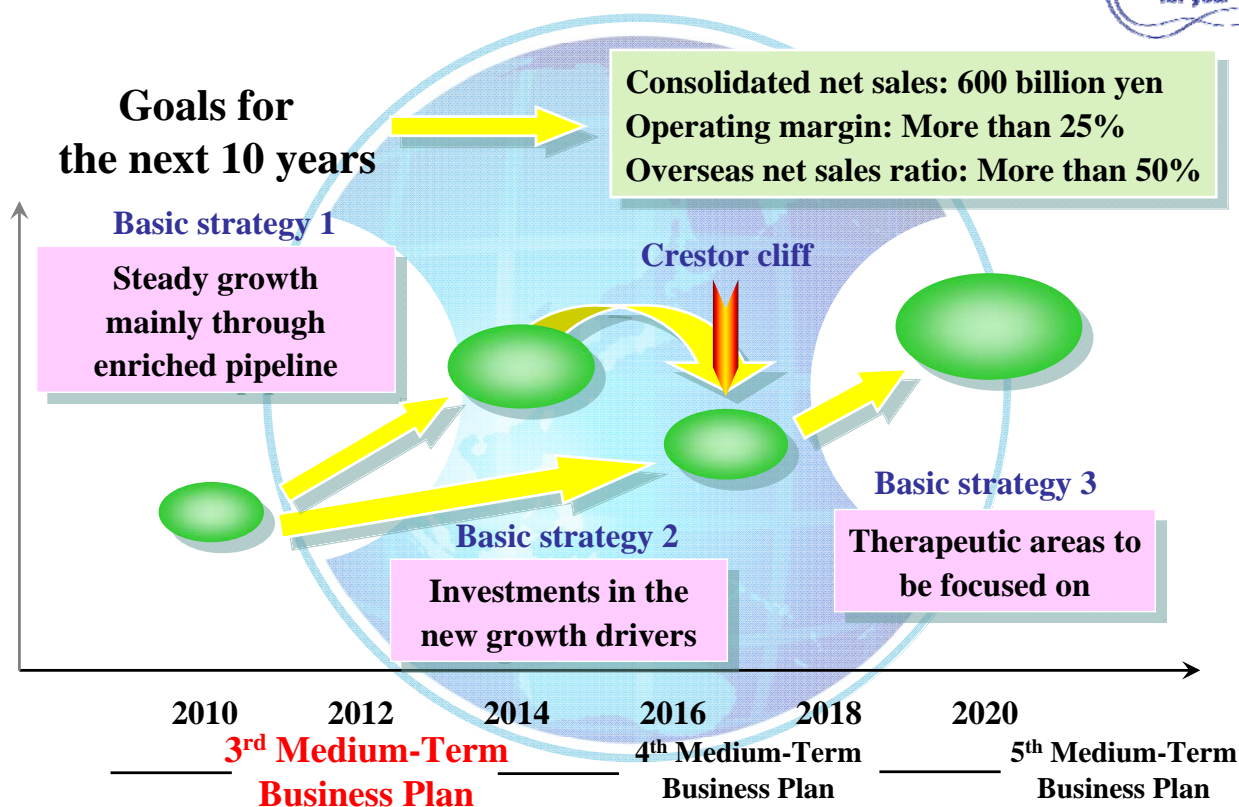 for you
Goals for
the next 10 years
Consolidated net sales: 600 billion yen
Operating margin: More than 25%
Overseas net sales ratio: More than 50%
Basic strategy 1
Steady growth
mainly through
enriched pipeline
Crestor cliff
Basic strategy 2
Investments in the
new growth drivers
Basic strategy 3
Therapeutic areas to
be focused on
2010 2012 2014 2016 2018 2020
3rd Medium-Term
Business Plan
4th Medium-Term
Business Plan
5th Medium-Term
Business Plan